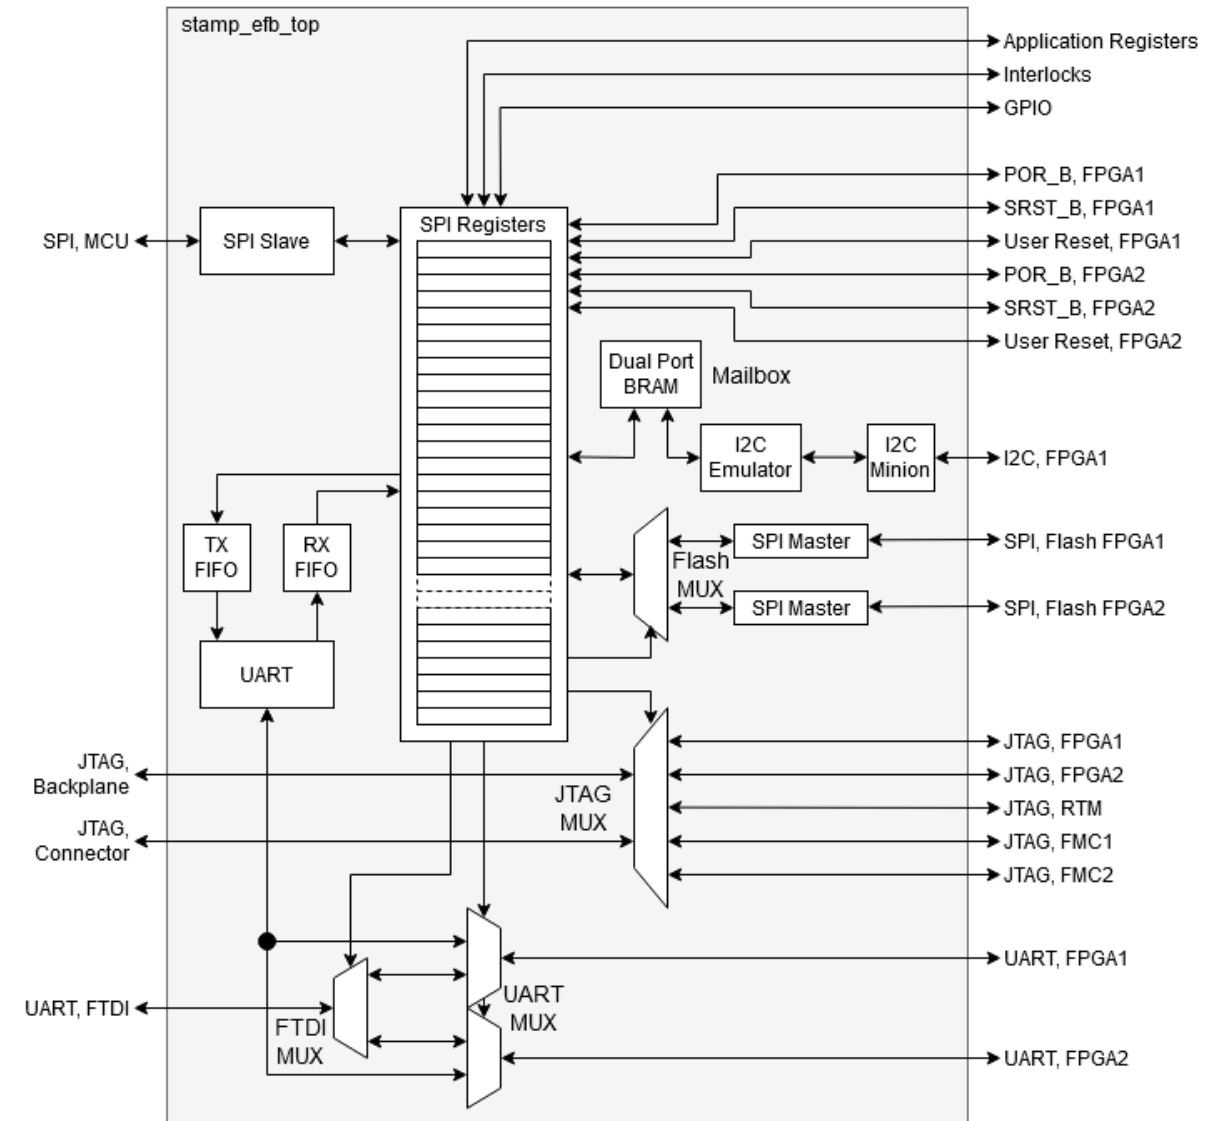 stamp_efb_top
Application Registers
Interlocks
GPIO
POR_B, FPGA1
SRST_B, FPGA1
User Reset, FPGA1
POR_B, FPGA2
SRST_B, FPGA2
User Reset, FPGA2
SPI, MCU
SPI Slave
SPI Registers
Dual Port
BRAM
Mailbox
I2C
Emulator
I2C
Minion
I2C, FPGA1
TX
FIFO
RX
FIFO
UART
Flash
MUX
SPI Master
SPI, Flash FPGA1
SPI Master
SPI, Flash FPGA2
JTAG,
Backplane
JTAG,
Connector
JTAG
MUX
JTAG, FPGA1
JTAG, FPGA2
JTAG, RTM
JTAG, FMC1
JTAG, FMC2
UART, FTDI
FTDI
MUX
UART
MUX
UART, FPGA1
UART, FPGA2